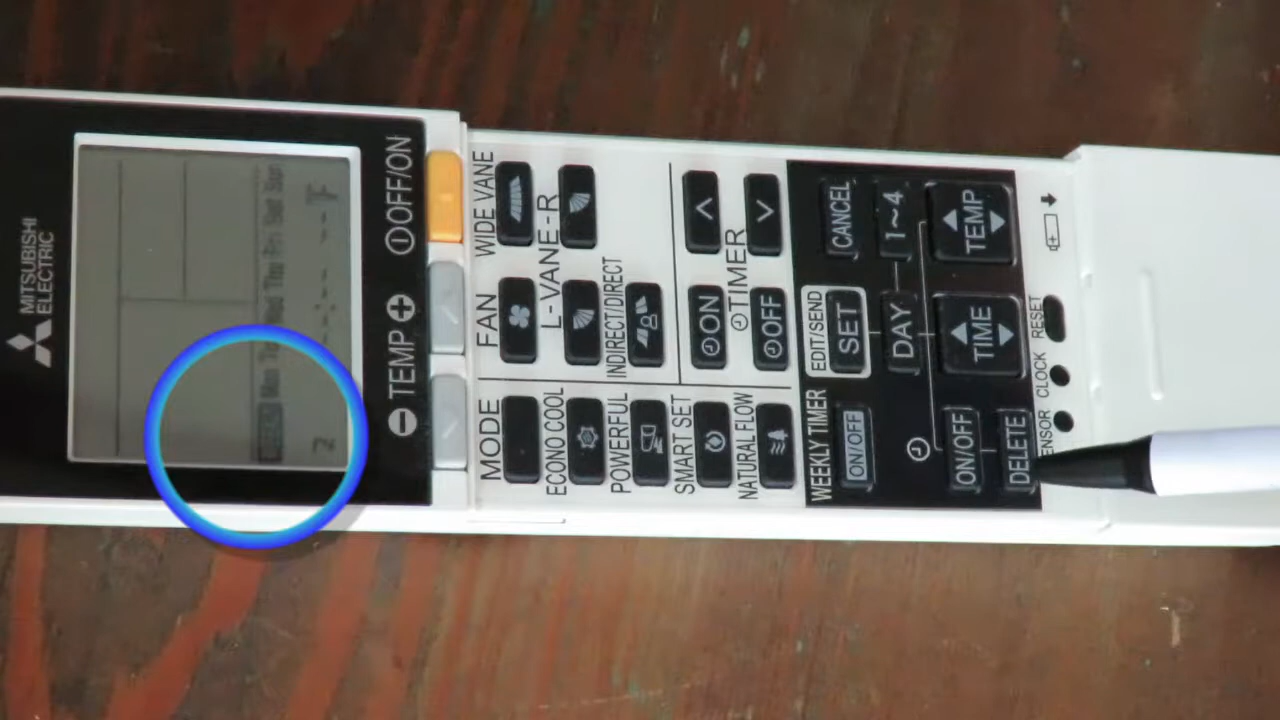 MITSUBISHI
ELECTRIC
Mon Tue Wed Thu Fri Sat Sun
2 --:-- --°F
TEMP
OFF/ON
MODE
FAN
WIDE VANE
ECONO COOL
L-VANE-R
POWERFUL
INDIRECT/DIRECT
SMART SET
NATURAL FLOW
ON
TIMER
OFF
WEEKLY TIMER
EDIT/SEND
ON/OFF
SET
CANCEL
DAY
1~4
ON/OFF
TIME
TEMP
DELETE
CLOCK
RESET